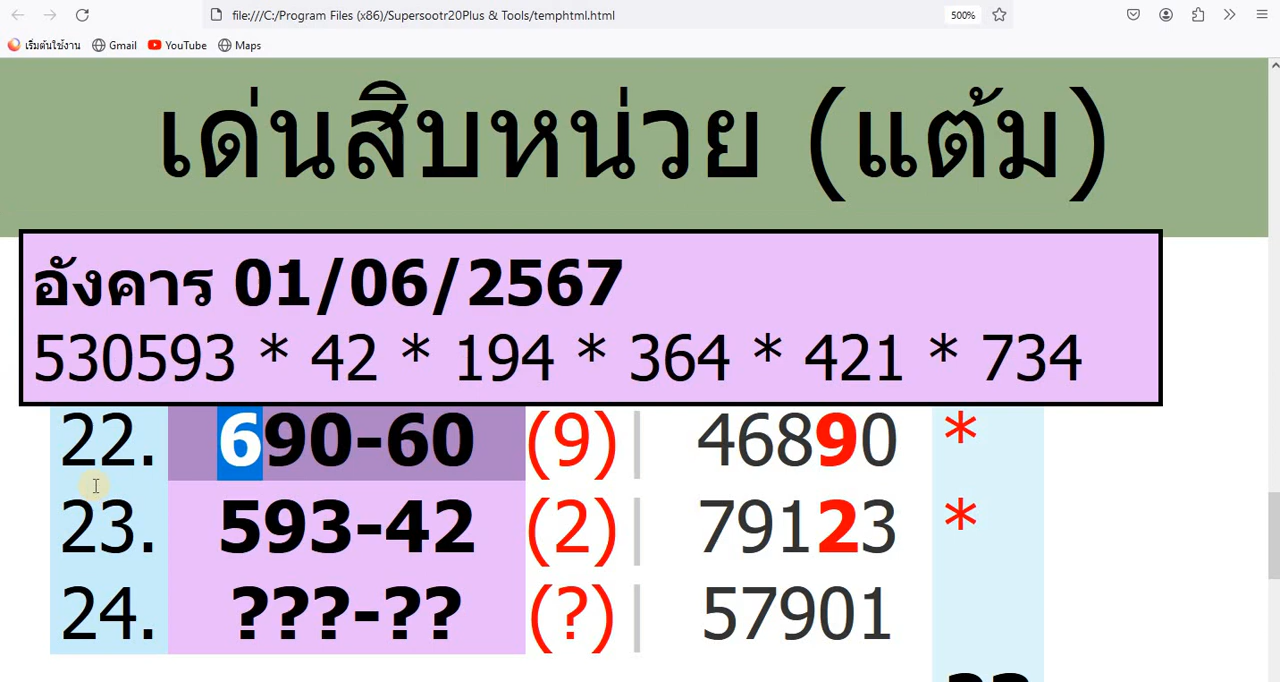 file:///C:/Program Files (x86)/Supersootr20Plus & Tools/temphtml.html 500%
เริ่มต้นใช้งาน Gmail YouTube Maps
เด่นสิบหน่วย (แต้ม)
อังคาร 01/06/2567
530593 * 42 * 194 * 364 * 421 * 734
22. 690-60 (9) 46890 *
23. 593-42 (2) 79123 *
24. ???-?? (?) 57901